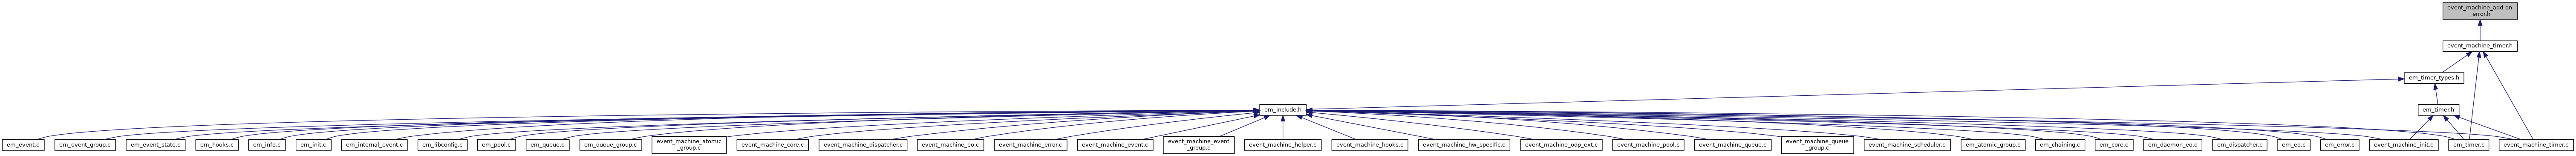 event_machine_add-on
_error.h
event_machine_timer.h
em_timer_types.h
em_include.h
em_timer.h
em_event.c
em_event_group.c
em_event_state.c
em_hooks.c
em_info.c
em_init.c
em_internal_event.c
em_libconfig.c
em_pool.c
em_queue.c
em_queue_group.c
event_machine_atomic
_group.c
event_machine_core.c
event_machine_dispatcher.c
event_machine_eo.c
event_machine_error.c
event_machine_event.c
event_machine_event
_group.c
event_machine_helper.c
event_machine_hooks.c
event_machine_hw_specific.c
event_machine_odp_ext.c
event_machine_pool.c
event_machine_queue.c
event_machine_queue
_group.c
event_machine_scheduler.c
em_atomic_group.c
em_chaining.c
em_core.c
em_daemon_eo.c
em_dispatcher.c
em_eo.c
em_error.c
event_machine_init.c
em_timer.c
event_machine_timer.c